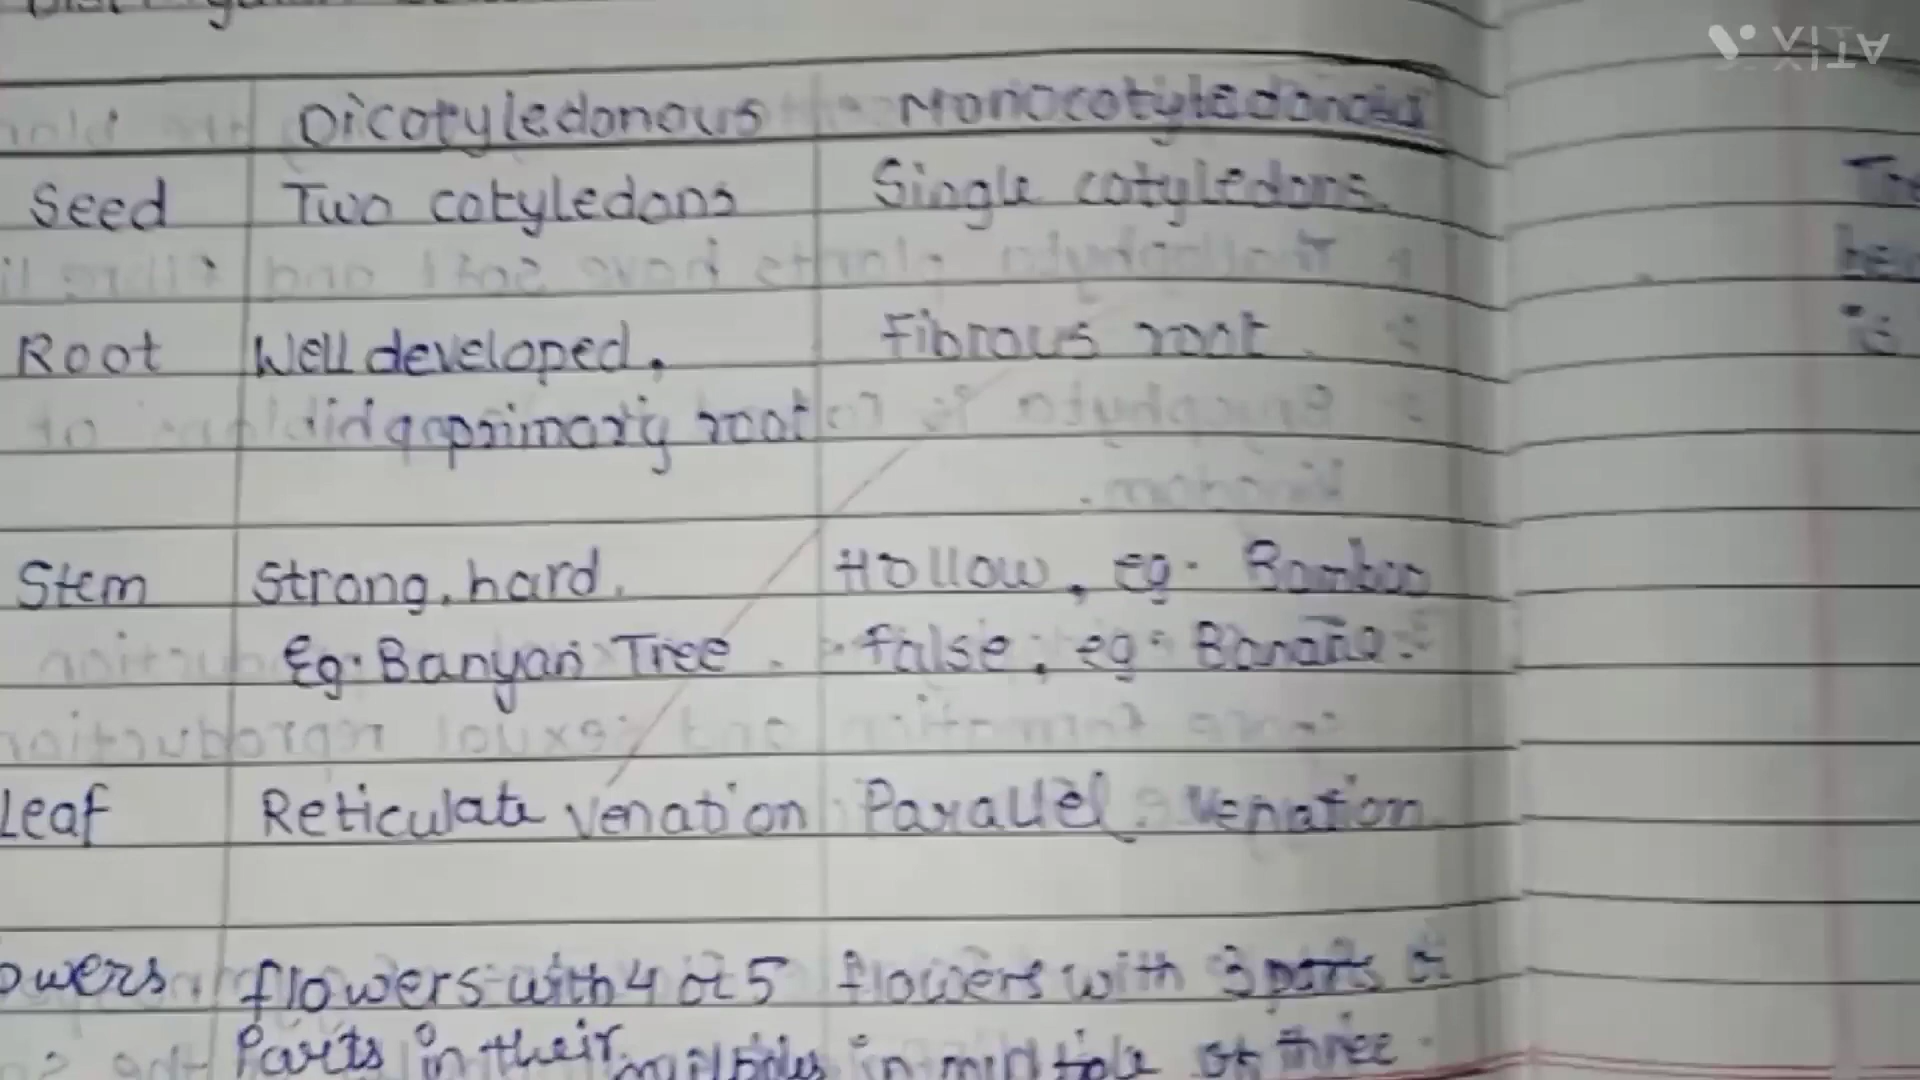 Dicotyledonous Monocotyledonous
Seed Two cotyledons Single cotyledons.
Root Well developed, Fibrous root
primary root
Stem Strong, hard. Hollow, eg. Bamboo
Eg. Banyan Tree. False, eg. Banana.
Leaf Reticulate venation Parallel venation
owers. flowers with 4 or 5 flowers with 3 parts or
Parts in their multiples in multiple of three.
VITA